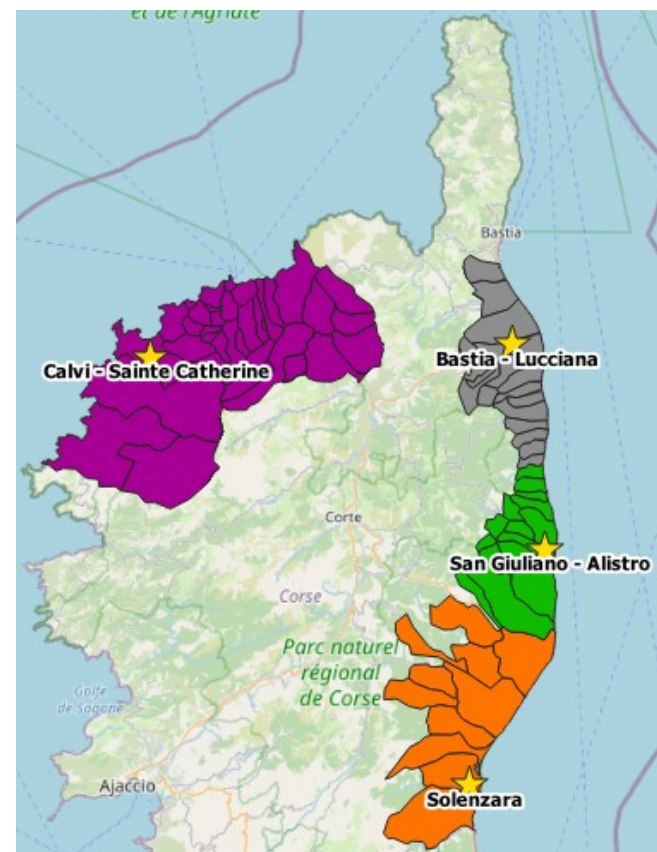 et de l'Agriate
Bastia
Bastia - Lucciana
Calvi - Sainte Catherine
Corte
San Giuliano - Alistro
Corse
Parc naturel
régional
de Corse
Golfe
de Sagone
Ajaccio
Solenzara